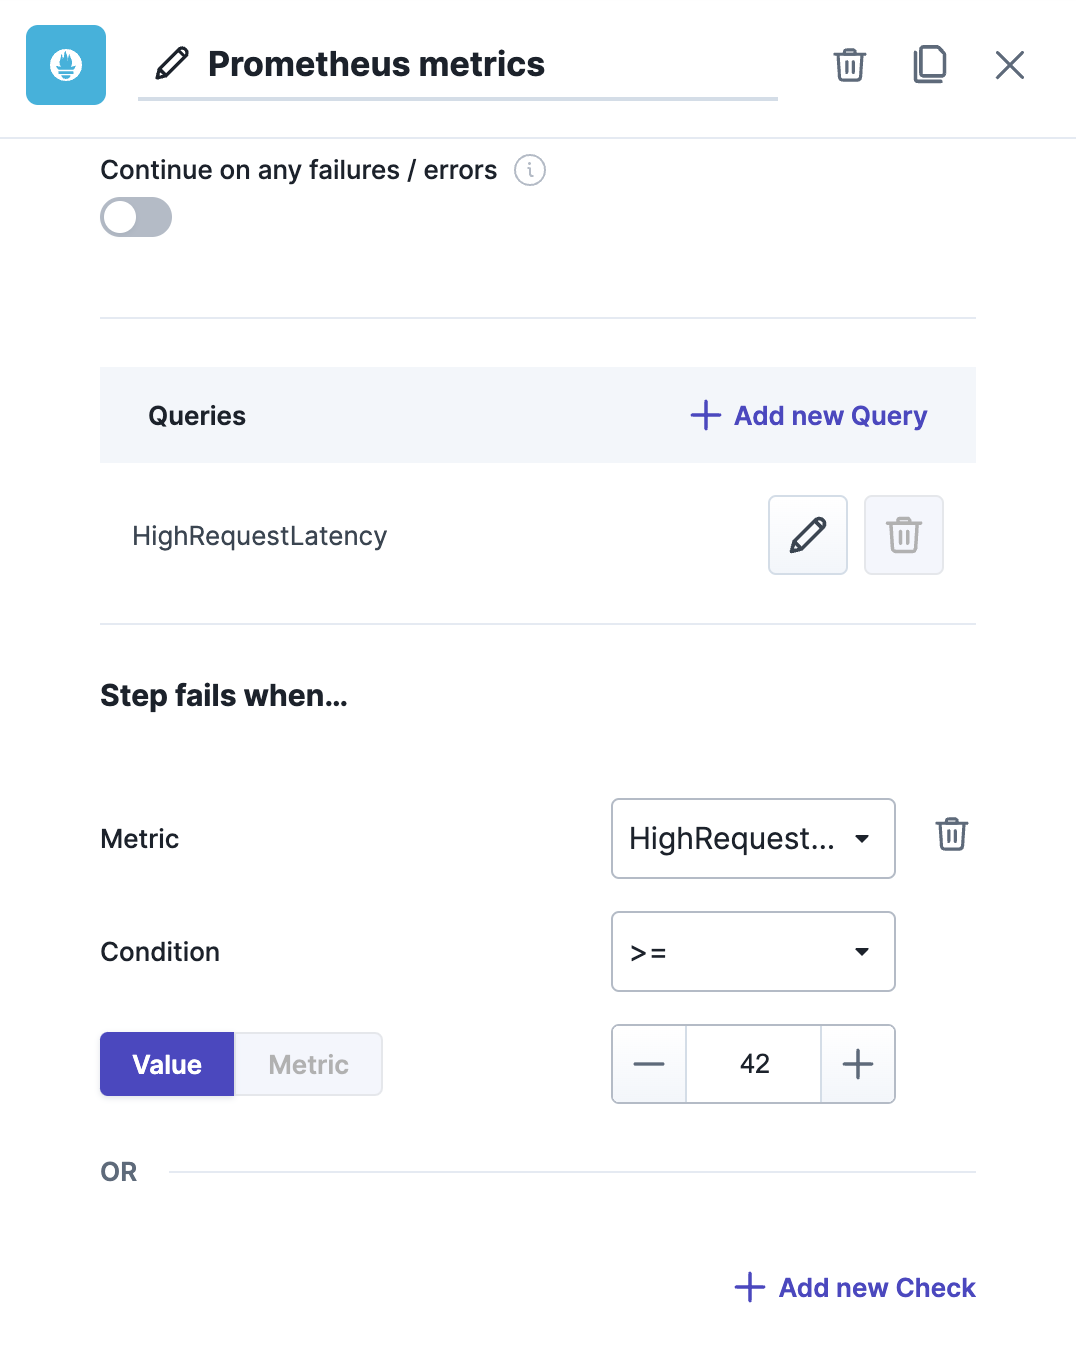 Prometheus metrics
Continue on any failures / errors
Queries
Add new Query
HighRequestLatency
Step fails when...
Metric
HighRequest...
Condition
>=
Value Metric
42
OR
Add new Check